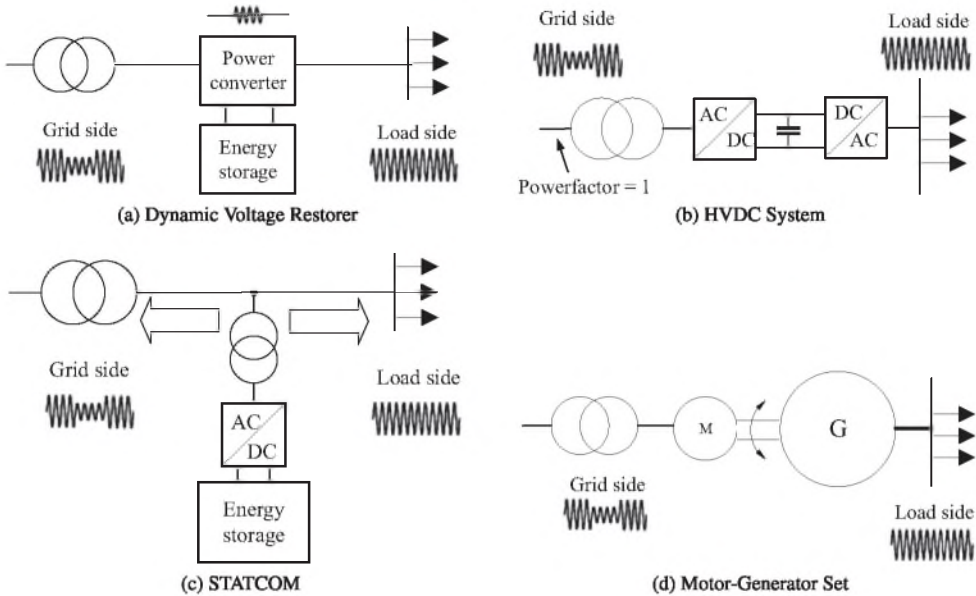 Power
converter
Grid side
Energy
storage
Load side
(a) Dynamic Voltage Restorer
Grid side
Load side
AC
DC
DC
AC
Powerfactor = 1
(b) HVDC System
Grid side
Load side
AC
DC
Energy
storage
(c) STATCOM
M
G
Grid side
Load side
(d) Motor-Generator Set